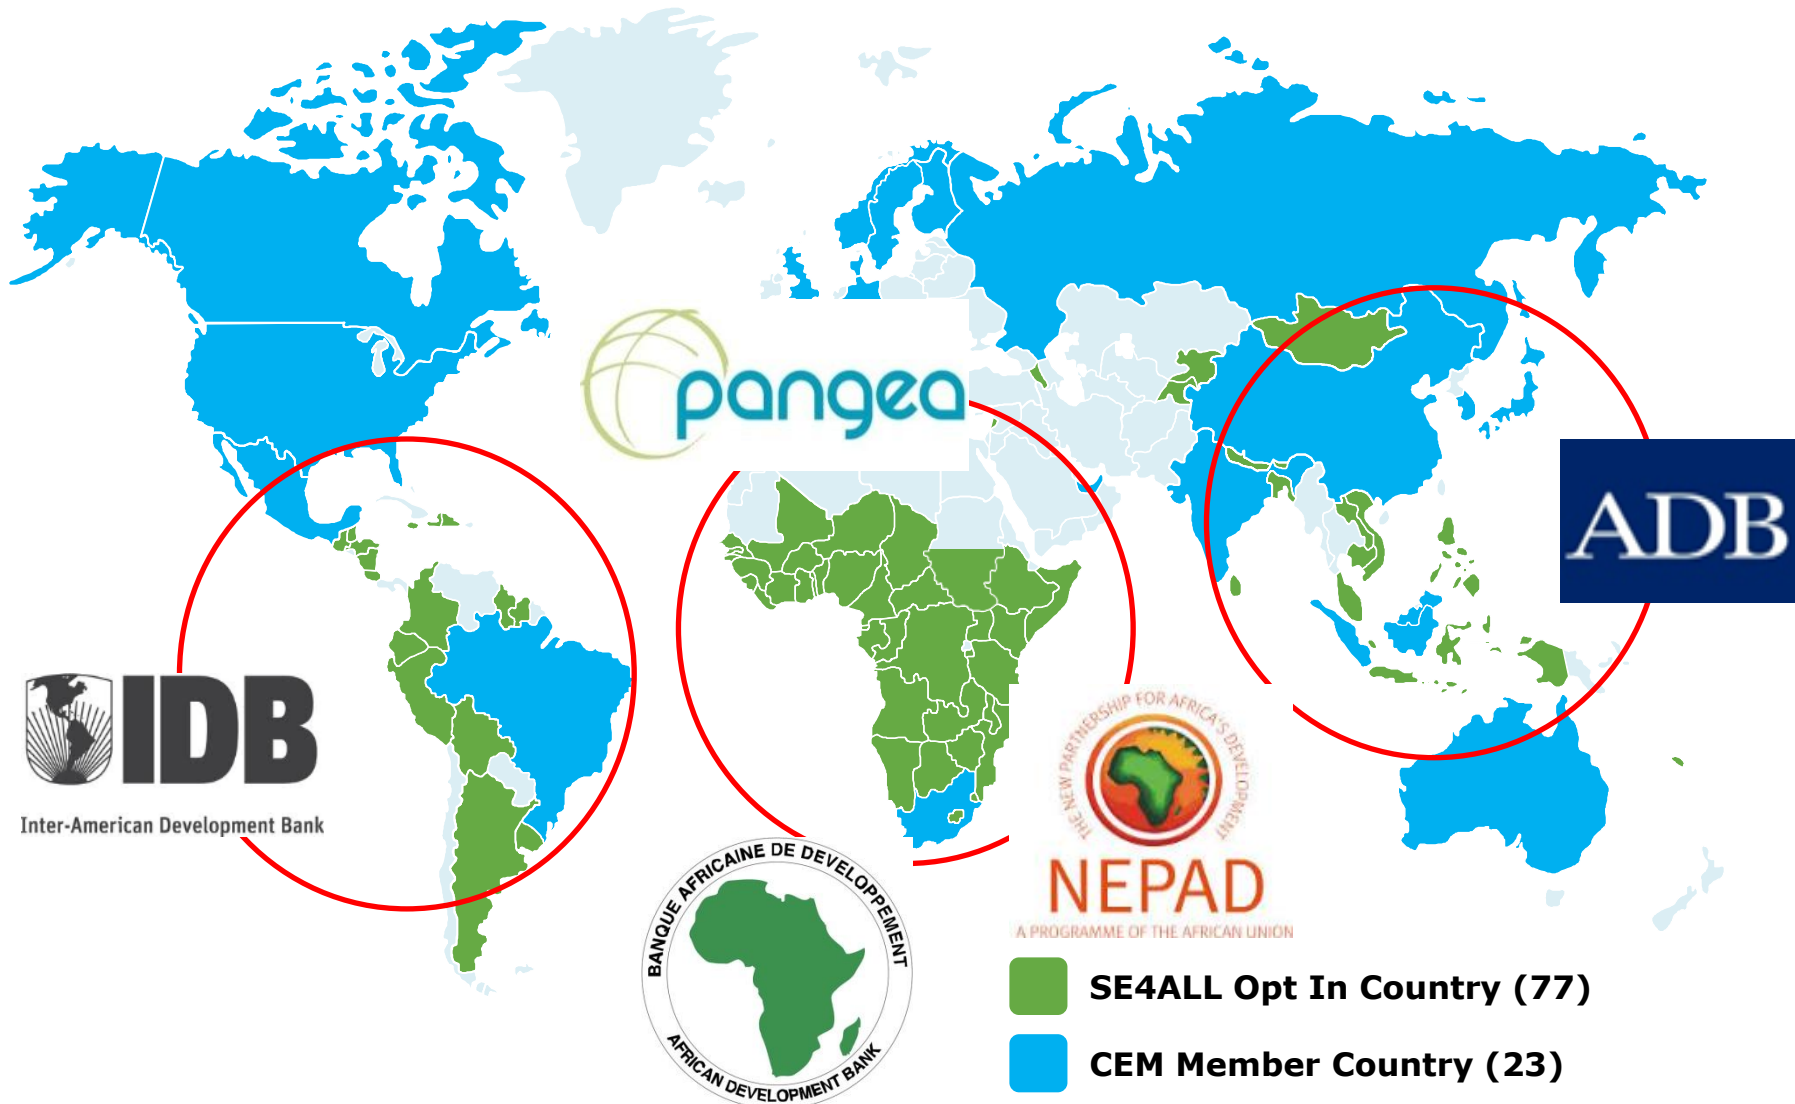 pangea
ADB
IDB
Inter-American Development Bank
THE NEW PARTNERSHIP FOR AFRICA'S DEVELOPMENT
NEPAD
A PROGRAMME OF THE AFRICAN UNION
BANQUE AFRICAINE DE DEVELOPPEMENT
AFRICAN DEVELOPMENT BANK
SE4ALL Opt In Country (77)
CEM Member Country (23)